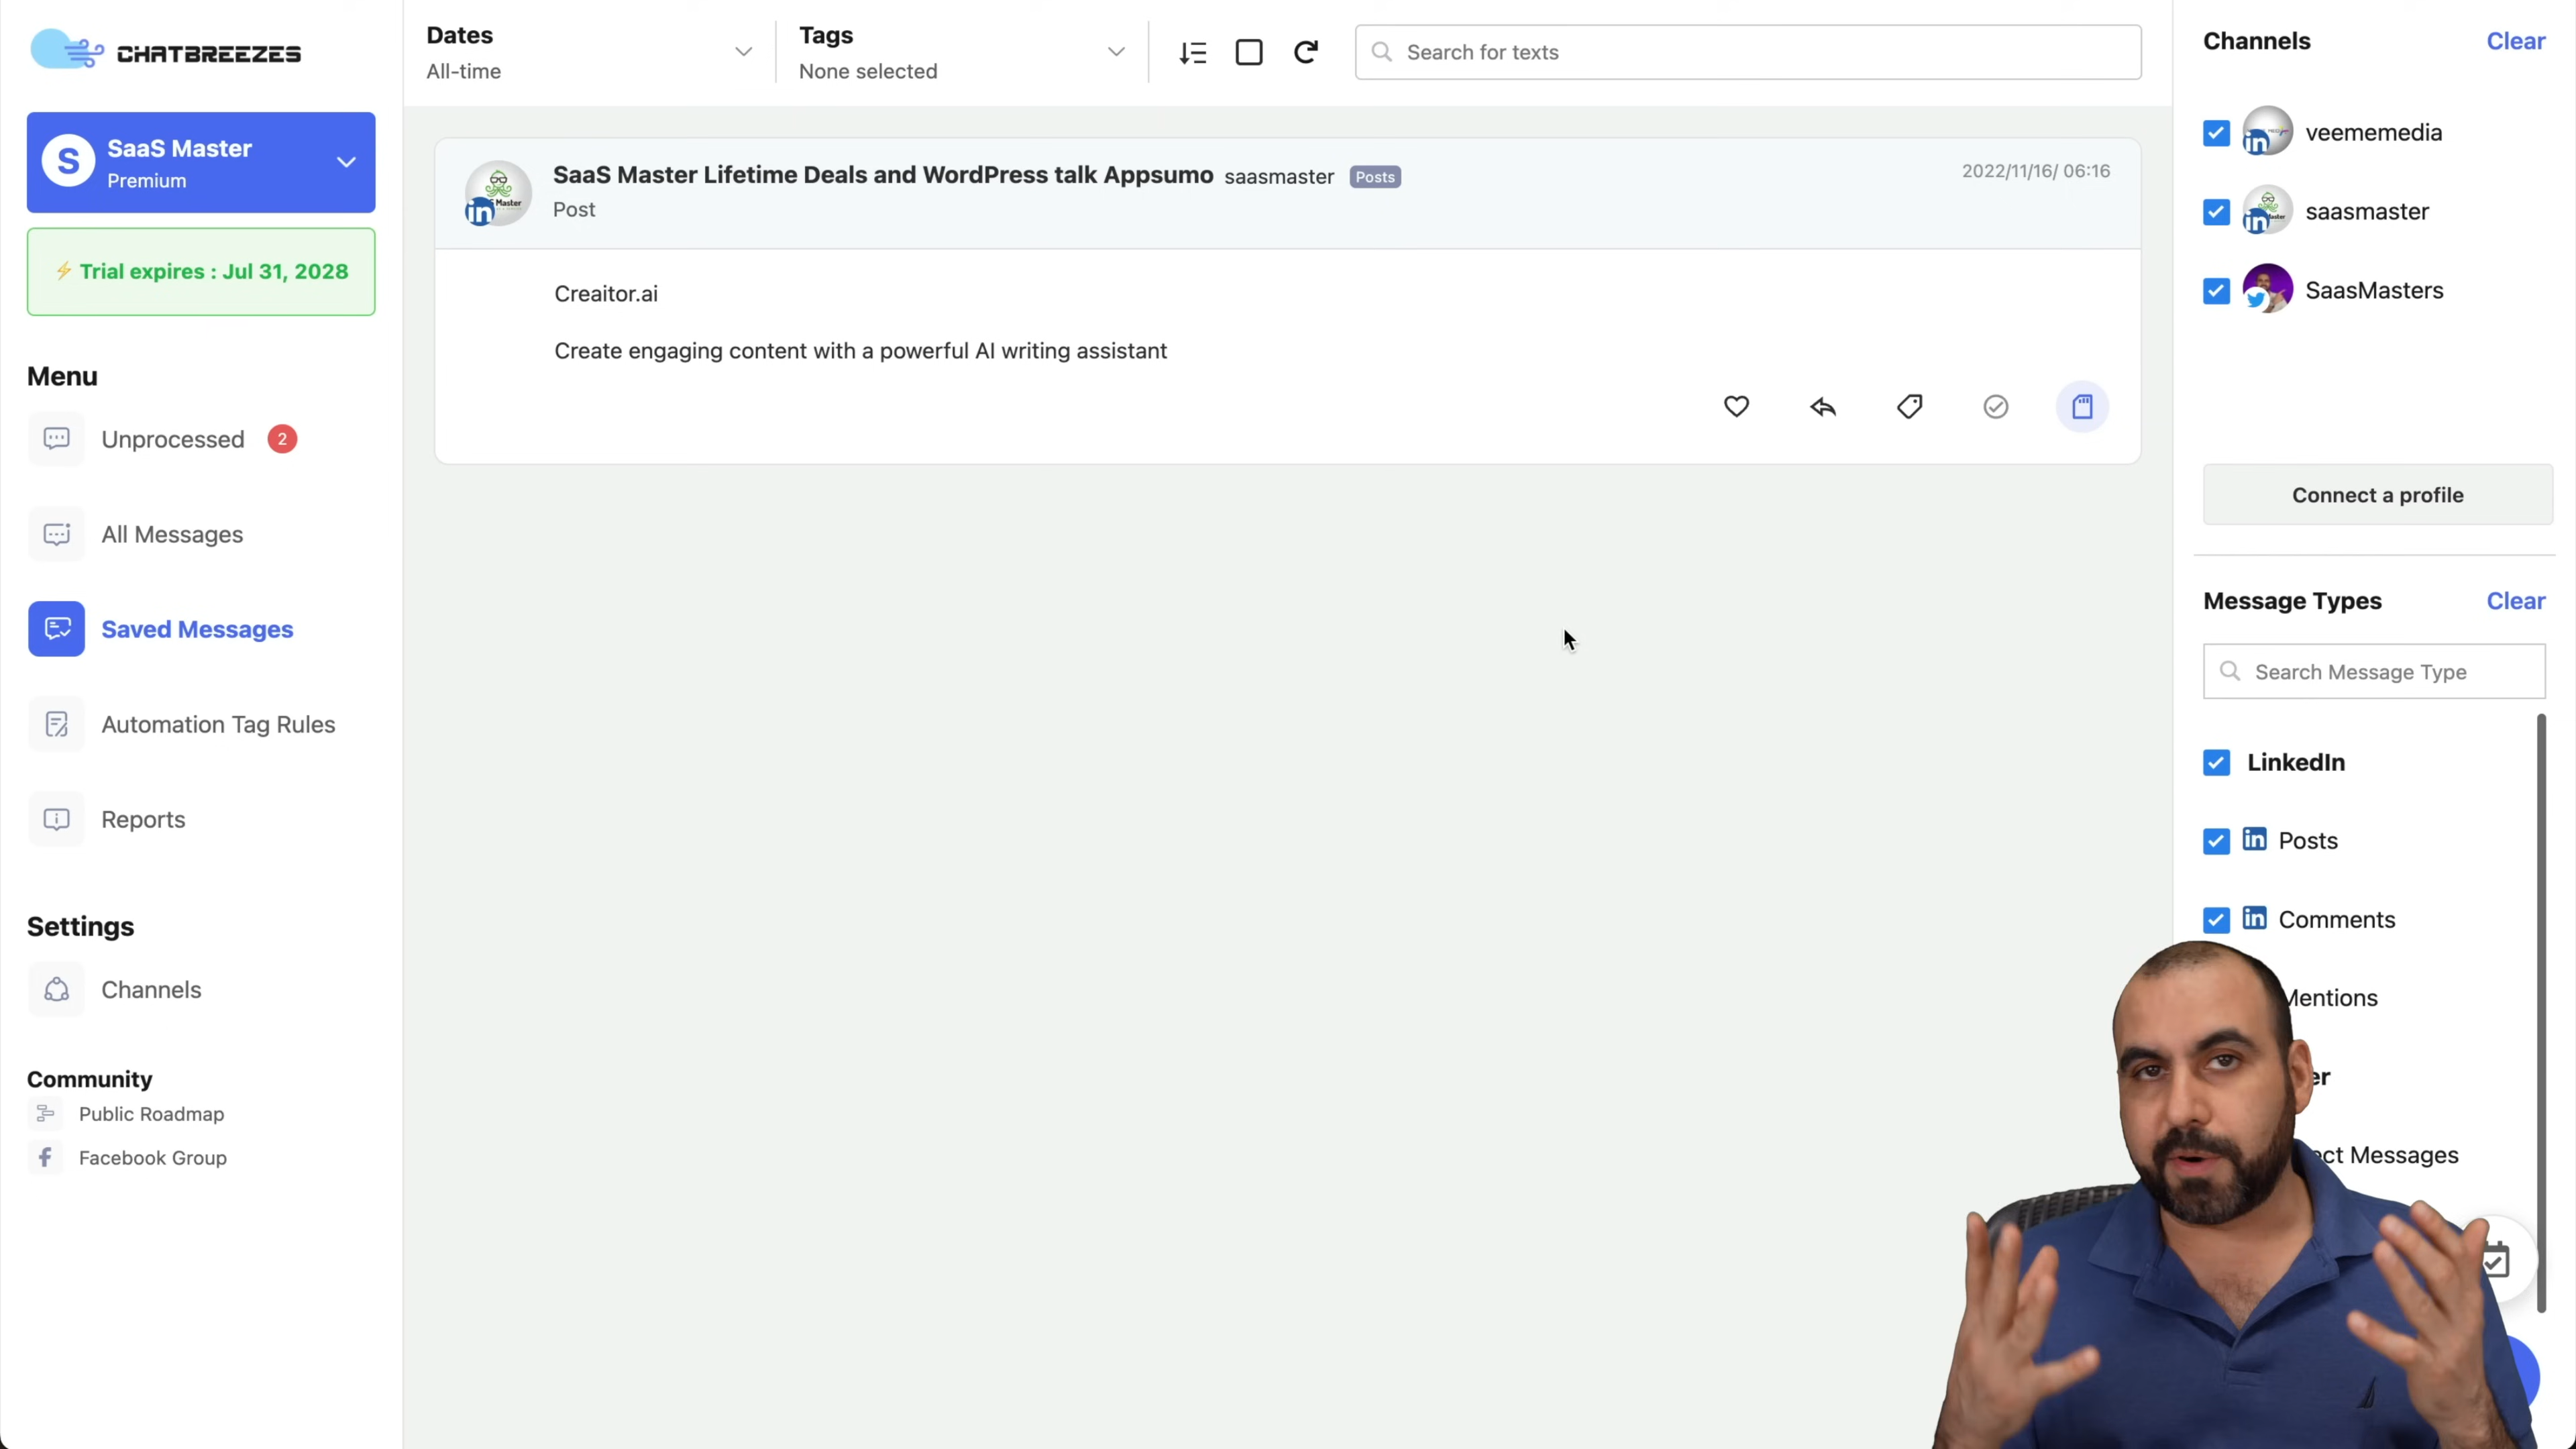 CHATBREEZES
S
SaaS Master
Premium
⚡ Trial expires : Jul 31, 2028
Menu
Unprocessed 2
All Messages
Saved Messages
Automation Tag Rules
Reports
Settings
Channels
Community
Public Roadmap
Facebook Group
Dates
All-time
Tags
None selected
Search for texts
SaaS Master Lifetime Deals and WordPress talk Appsumo saasmaster Posts
2022/11/16/ 06:16
Post
Creaitor.ai
Create engaging content with a powerful AI writing assistant
Channels Clear
veememedia
saasmaster
SaasMasters
Connect a profile
Message Types Clear
Search Message Type
LinkedIn
in Posts
in Comments
Mentions
Messages